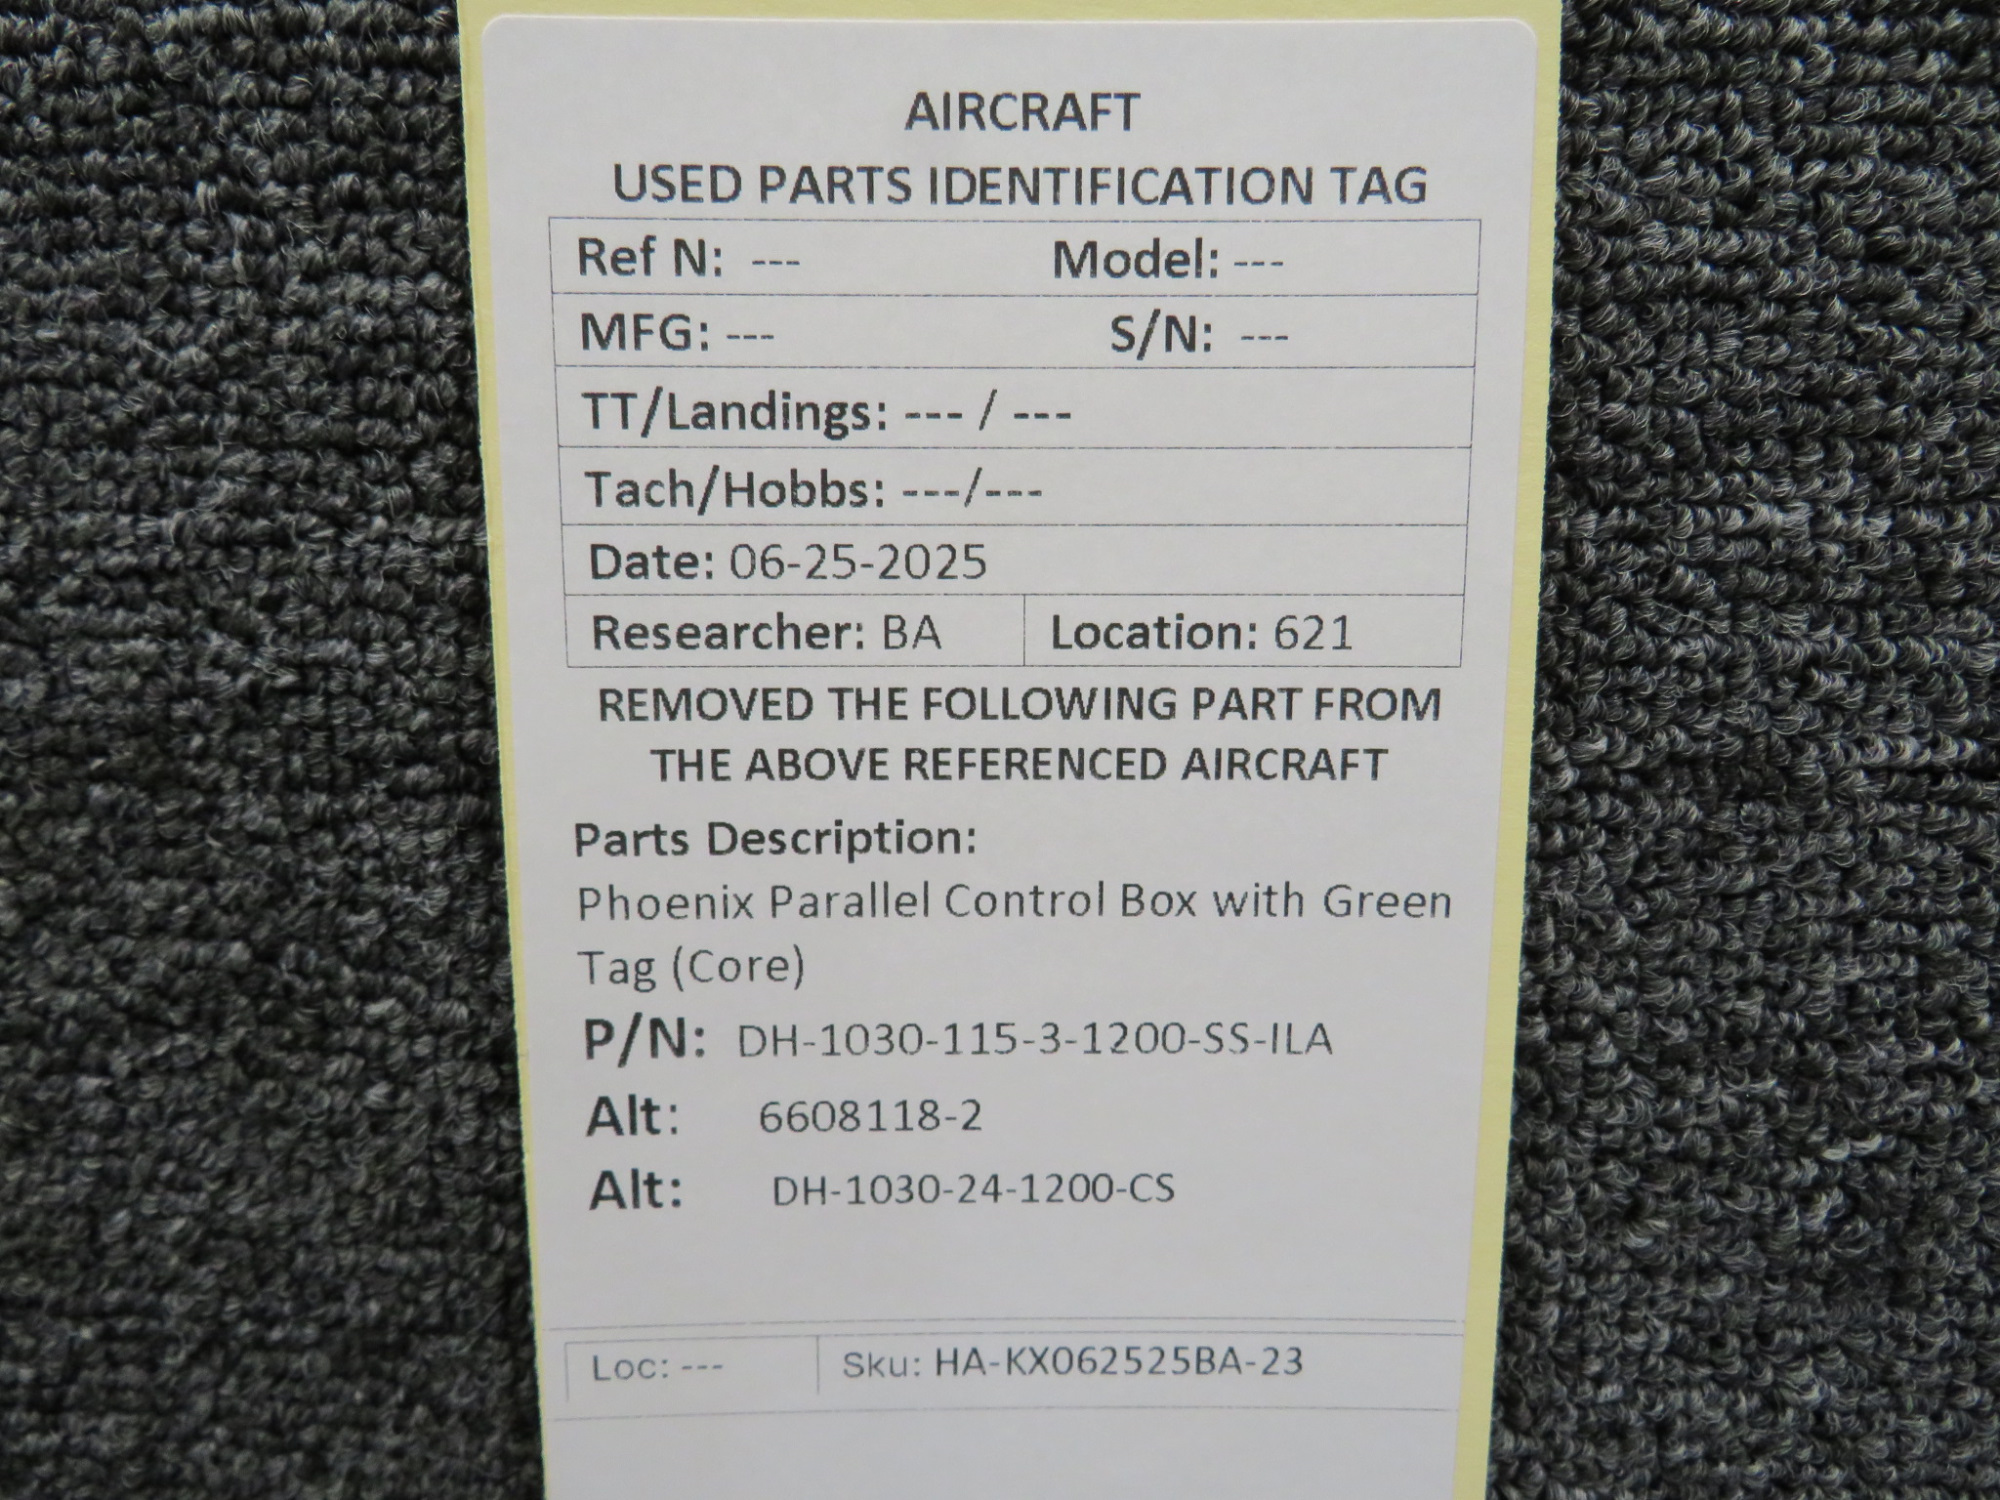 AIRCRAFT
USED PARTS IDENTIFICATION TAG
Ref N: --- Model: ---
MFG: --- S/N: ---
TT/Landings: --- / ---
Tach/Hobbs: ---/---
Date: 06-25-2025
Researcher: BA Location: 621
REMOVED THE FOLLOWING PART FROM
THE ABOVE REFERENCED AIRCRAFT
Parts Description:
Phoenix Parallel Control Box with Green
Tag (Core)
P/N: DH-1030-115-3-1200-SS-ILA
Alt: 6608118-2
Alt: DH-1030-24-1200-CS
Loc: --- Sku: HA-KX062525BA-23